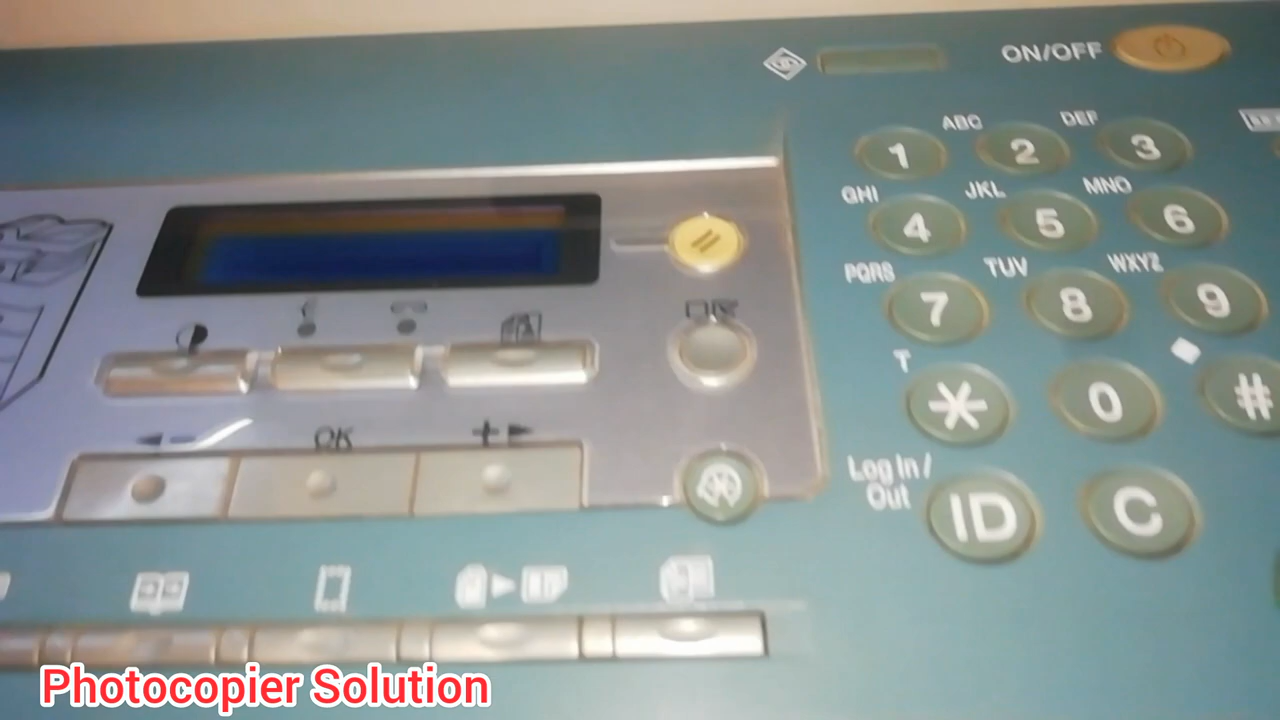 ON/OFF
ABC
DEF
1
2
3
GHI
JKL
MNO
4
5
6
PQRS
TUV
WXYZ
7
8
9
T
*
0
#
OK
Log In /
Out
ID
C
Photocopier Solution